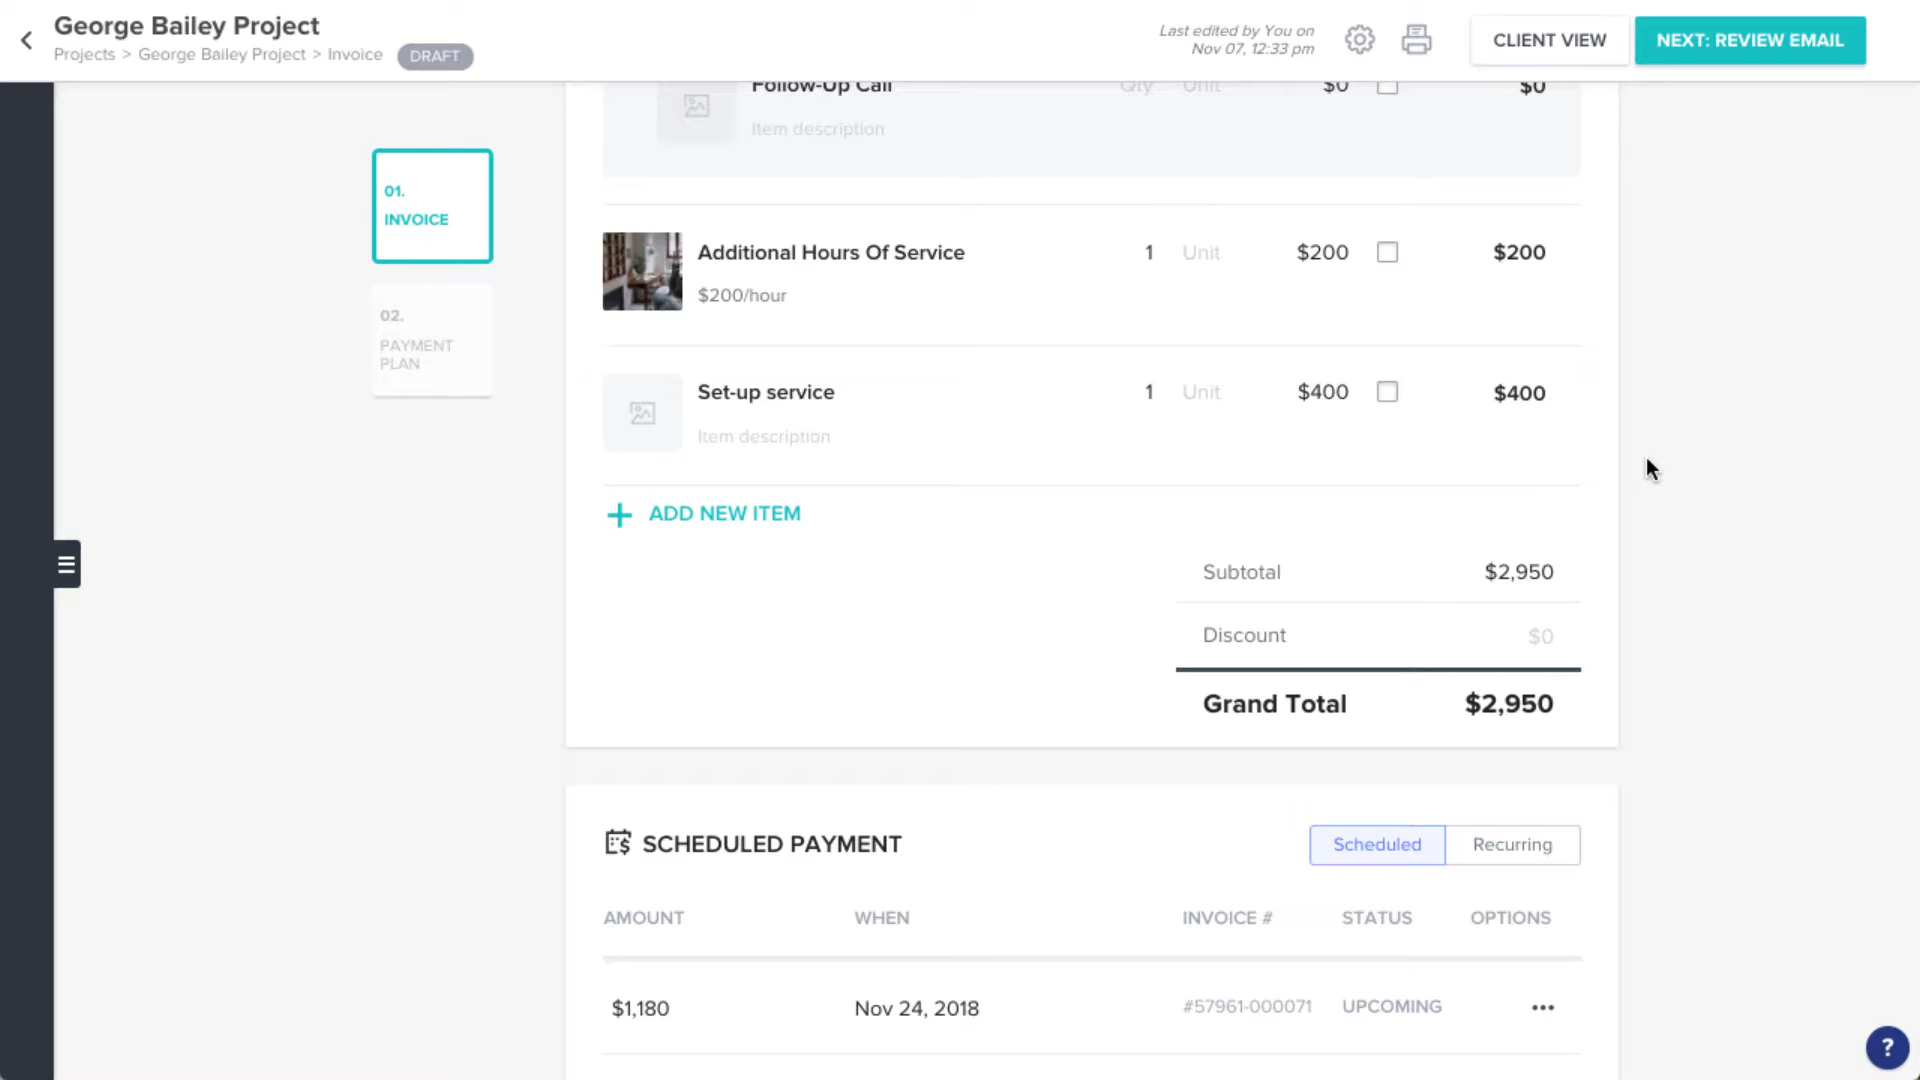 George Bailey Project
Projects > George Bailey Project > Invoice DRAFT
Last edited by You on
Nov 07, 12:33 pm
CLIENT VIEW
NEXT: REVIEW EMAIL
01.
INVOICE
02.
PAYMENT
PLAN
Follow-Up Call Qty Unit $0 $0
Item description
Additional Hours Of Service 1 Unit $200 $200
$200/hour
Set-up service 1 Unit $400 $400
Item description
ADD NEW ITEM
Subtotal $2,950
Discount $0
Grand Total $2,950
SCHEDULED PAYMENT Scheduled Recurring
AMOUNT WHEN INVOICE # STATUS OPTIONS
$1,180 Nov 24, 2018 #57961-000071 UPCOMING
?